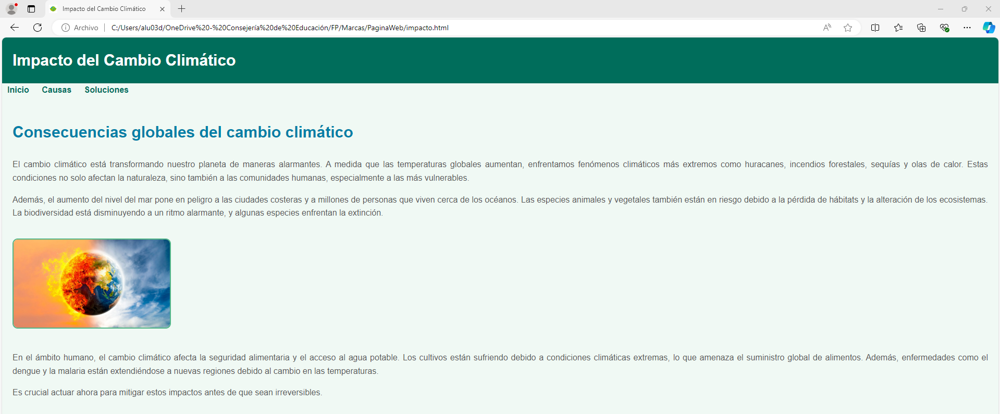 Impacto del Cambio Climático
Archivo
C:/Users/alu03d/OneDrive%20-%20Consejería%20de%20Educación/FP/Marcas/PaginaWeb/impacto.html
Impacto del Cambio Climático
Inicio Causas Soluciones
Consecuencias globales del cambio climático
El cambio climático está transformando nuestro planeta de maneras alarmantes. A medida que las temperaturas globales aumentan, enfrentamos fenómenos climáticos más extremos como huracanes, incendios forestales, sequías y olas de calor. Estas
condiciones no solo afectan la naturaleza, sino también a las comunidades humanas, especialmente a las más vulnerables.
Además, el aumento del nivel del mar pone en peligro a las ciudades costeras y a millones de personas que viven cerca de los océanos. Las especies animales y vegetales también están en riesgo debido a la pérdida de hábitats y la alteración de los ecosistemas.
La biodiversidad está disminuyendo a un ritmo alarmante, y algunas especies enfrentan la extinción.
En el ámbito humano, el cambio climático afecta la seguridad alimentaria y el acceso al agua potable. Los cultivos están sufriendo debido a condiciones climáticas extremas, lo que amenaza el suministro global de alimentos. Además, enfermedades como el
dengue y la malaria están extendiéndose a nuevas regiones debido al cambio en las temperaturas.
Es crucial actuar ahora para mitigar estos impactos antes de que sean irreversibles.